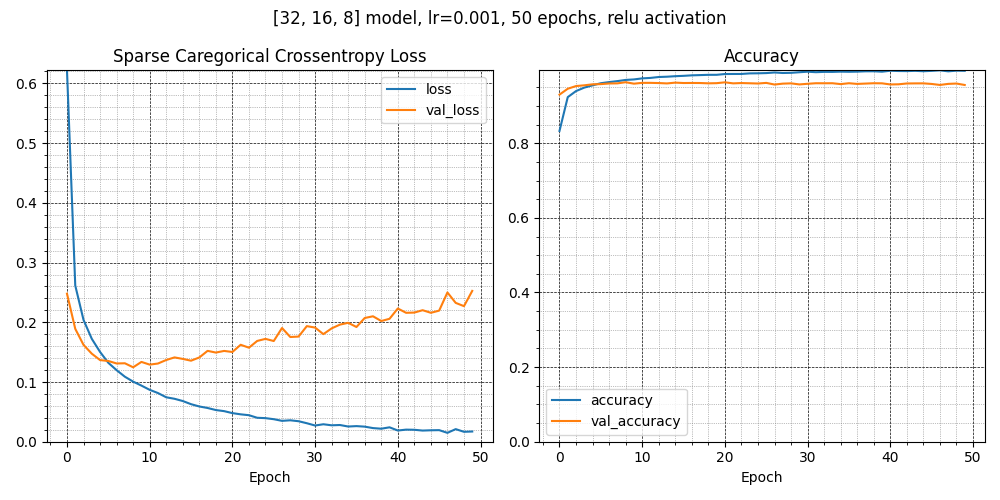 [32, 16, 8] model, lr=0.001, 50 epochs, relu activation
Sparse Caregorical Crossentropy Loss
0.6
0.5
0.4
0.3
0.2
0.1
0.0
loss
val_loss
0
10
20
30
40
50
Epoch
Accuracy
0.8
0.6
0.4
0.2
0.0
accuracy
val_accuracy
0
10
20
30
40
50
Epoch